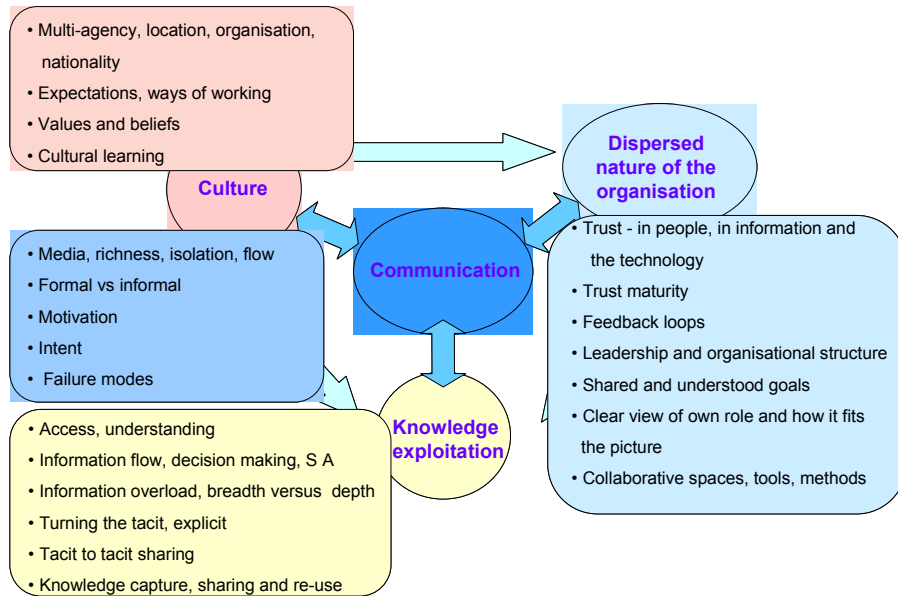 • Multi-agency, location, organisation,
nationality
• Expectations, ways of working
• Values and beliefs
• Cultural learning
Culture
Dispersed
nature of the
organisation
Communication
• Media, richness, isolation, flow
• Formal vs informal
• Motivation
• Intent
• Failure modes
• Trust - in people, in information and
the technology
• Trust maturity
• Feedback loops
• Leadership and organisational structure
• Shared and understood goals
• Clear view of own role and how it fits
the picture
• Collaborative spaces, tools, methods
Knowledge
exploitation
• Access, understanding
• Information flow, decision making, S A
• Information overload, breadth versus depth
• Turning the tacit, explicit
• Tacit to tacit sharing
• Knowledge capture, sharing and re-use